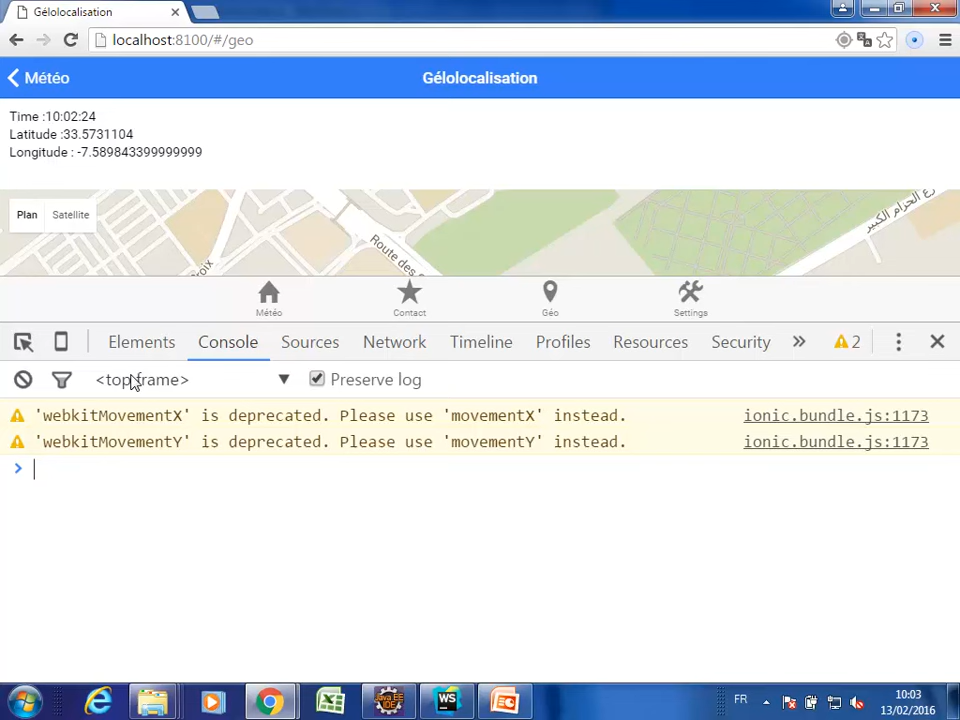 Gélolocalisation
localhost:8100/#/geo
Météo
Gélolocalisation
Time :10:02:24
Latitude :33.5731104
Longitude : -7.589843399999999
Plan Satellite
Route des
شارع الحزام الكبير
Météo
Contact
Géo
Settings
Elements Console Sources Network Timeline Profiles Resources Security 2
<top frame> Preserve log
'webkitMovementX' is deprecated. Please use 'movementX' instead. ionic.bundle.js:1173
'webkitMovementY' is deprecated. Please use 'movementY' instead. ionic.bundle.js:1173
FR
10:03
13/02/2016